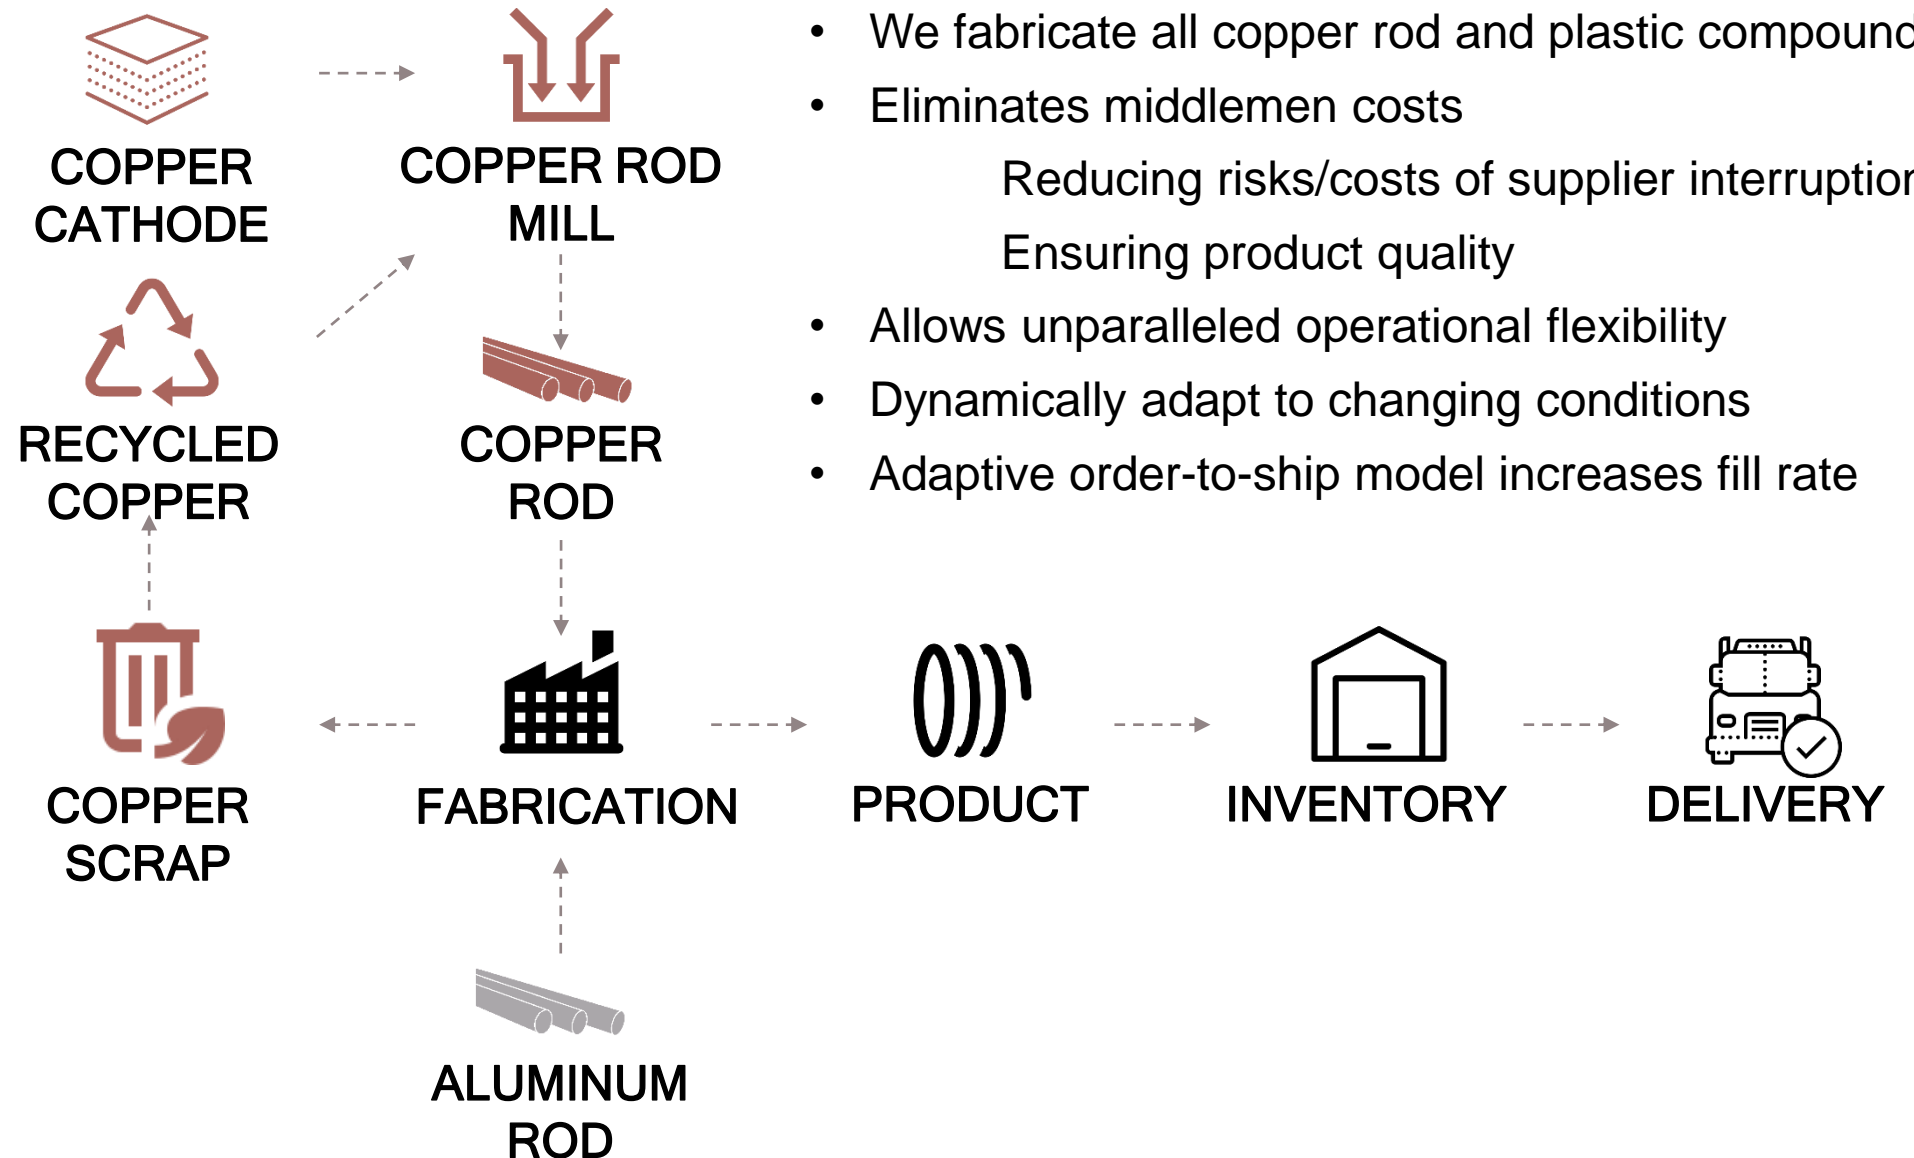 • We fabricate all copper rod and plastic compound
• Eliminates middlemen costs
Reducing risks/costs of supplier interruption
Ensuring product quality
• Allows unparalleled operational flexibility
• Dynamically adapt to changing conditions
• Adaptive order-to-ship model increases fill rate
COPPER
CATHODE
COPPER ROD
MILL
RECYCLED
COPPER
COPPER
ROD
COPPER
SCRAP
FABRICATION
PRODUCT
INVENTORY
DELIVERY
ALUMINUM
ROD